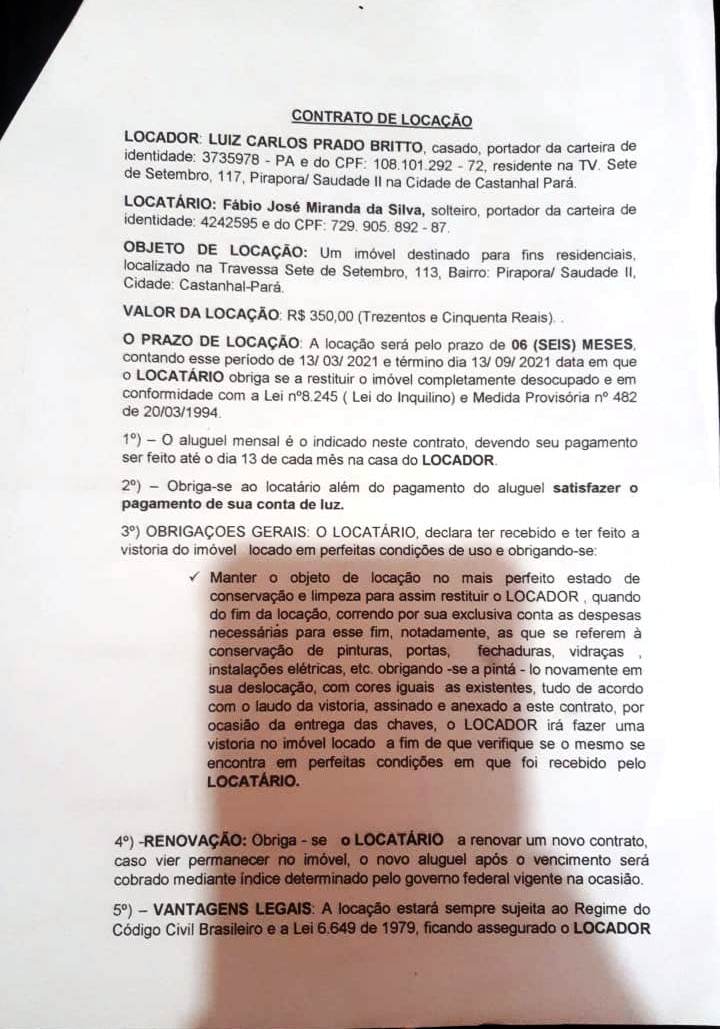 CONTRATO DE LOCAÇÃO
LOCADOR: LUIZ CARLOS PRADO BRITTO, casado, portador da carteira de
identidade: 3735978 - PA e do CPF: 108.101.292 - 72, residente na TV. Sete
de Setembro, 117, Pirapora/ Saudade II na Cidade de Castanhal Pará.
LOCATÁRIO: Fábio José Miranda da Silva, solteiro, portador da carteira de
identidade: 4242595 e do CPF: 729. 905. 892 - 87.
OBJETO DE LOCAÇÃO: Um imóvel destinado para fins residenciais,
localizado na Travessa Sete de Setembro, 113, Bairro: Pirapora/ Saudade II,
Cidade: Castanhal-Pará.
VALOR DA LOCAÇÃO: R$ 350,00 (Trezentos e Cinquenta Reais). .
O PRAZO DE LOCAÇÃO: A locação será pelo prazo de 06 (SEIS) MESES,
contando esse período de 13/ 03/ 2021 e término dia 13/ 09/ 2021 data em que
o LOCATÁRIO obriga se a restituir o imóvel completamente desocupado e em
conformidade com a Lei nº8.245 ( Lei do Inquilino) e Medida Provisória nº 482
de 20/03/1994.
1º) – O aluguel mensal é o indicado neste contrato, devendo seu pagamento
ser feito até o dia 13 de cada mês na casa do LOCADOR.
2º) – Obriga-se ao locatário além do pagamento do aluguel satisfazer o
pagamento de sua conta de luz.
3º) OBRIGAÇOES GERAIS: O LOCATÁRIO, declara ter recebido e ter feito a
vistoria do imóvel locado em perfeitas condições de uso e obrigando-se:
✓ Manter o objeto de locação no mais perfeito estado de
conservação e limpeza para assim restituir o LOCADOR , quando
do fim da locação, correndo por sua exclusiva conta as despesas
necessárias para esse fim, notadamente, as que se referem à
conservação de pinturas, portas, fechaduras, vidraças ,
instalações elétricas, etc. obrigando -se a pintá - lo novamente em
sua deslocação, com cores iguais as existentes, tudo de acordo
com o laudo da vistoria, assinado e anexado a este contrato, por
ocasião da entrega das chaves, o LOCADOR irá fazer uma
vistoria no imóvel locado a fim de que verifique se o mesmo se
encontra em perfeitas condições em que foi recebido pelo
LOCATÁRIO.
4º) -RENOVAÇÃO: Obriga - se o LOCATÁRIO a renovar um novo contrato,
caso vier permanecer no imóvel, o novo aluguel após o vencimento será
cobrado mediante índice determinado pelo governo federal vigente na ocasião.
5º) – VANTAGENS LEGAIS: A locação estará sempre sujeita ao Regime do
Código Civil Brasileiro e a Lei 6.649 de 1979, ficando assegurado o LOCADOR